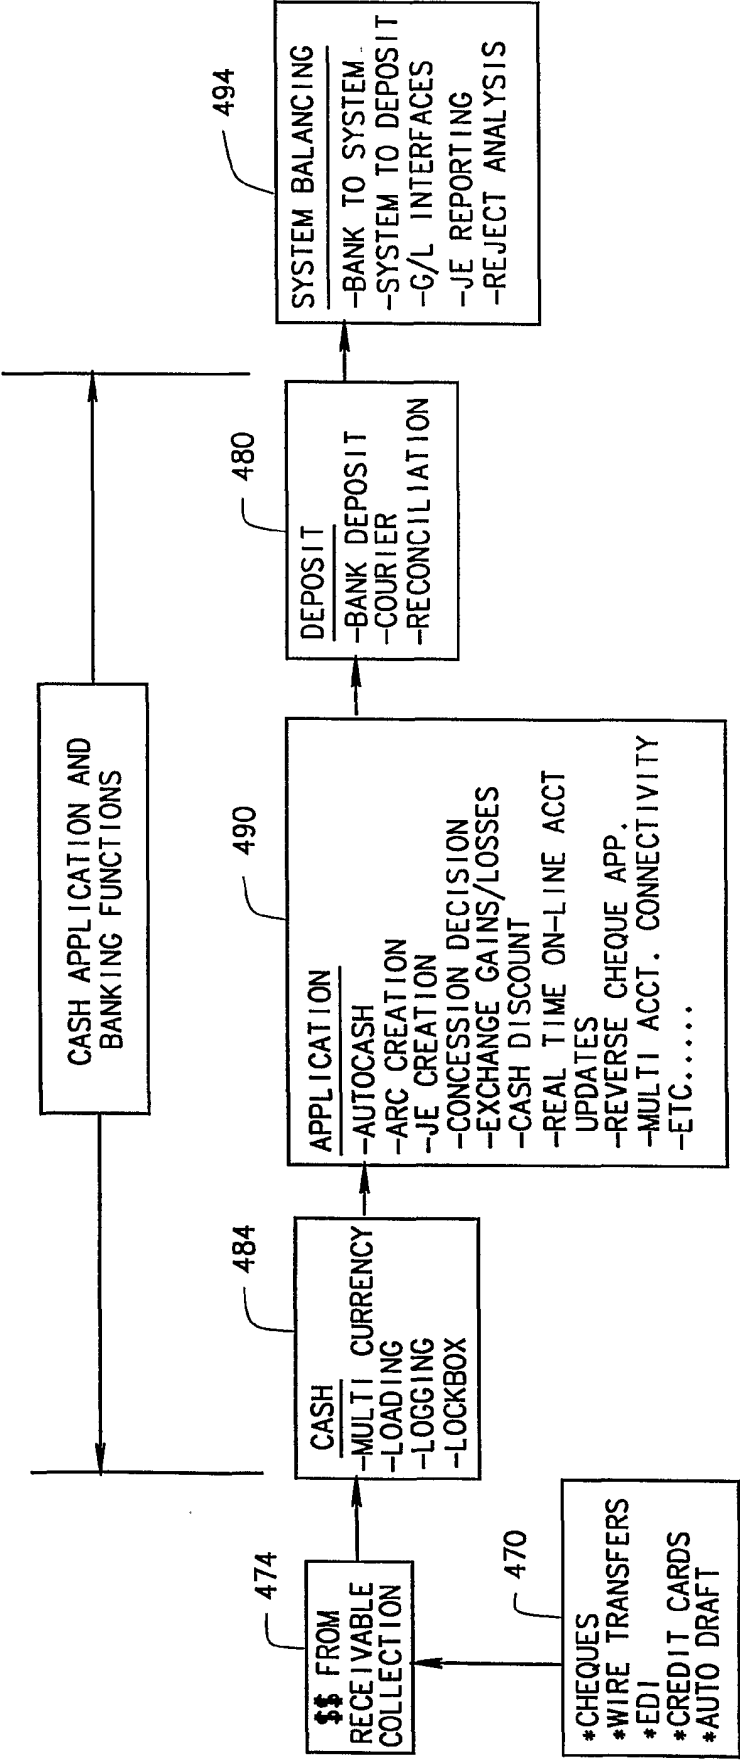 CASH APPLICATION AND
BANKING FUNCTIONS
474
$$ FROM
RECEIVABLE
COLLECTION
470
*CHEQUES
*WIRE TRANSFERS
*EDI
*CREDIT CARDS
*AUTO DRAFT
484
CASH
-MULTI CURRENCY
-LOADING
-LOGGING
-LOCKBOX
490
APPLICATION
-AUTOCASH
-ARC CREATION
-JE CREATION
-CONCESSION DECISION
-EXCHANGE GAINS/LOSSES
-CASH DISCOUNT
-REAL TIME ON-LINE ACCT
UPDATES
-REVERSE CHEQUE APP.
-MULTI ACCT. CONNECTIVITY
-ETC.....
480
DEPOSIT
-BANK DEPOSIT
-COURIER
-RECONCILIATION
494
SYSTEM BALANCING
-BANK TO SYSTEM
-SYSTEM TO DEPOSIT
-G/L INTERFACES
-JE REPORTING
-REJECT ANALYSIS